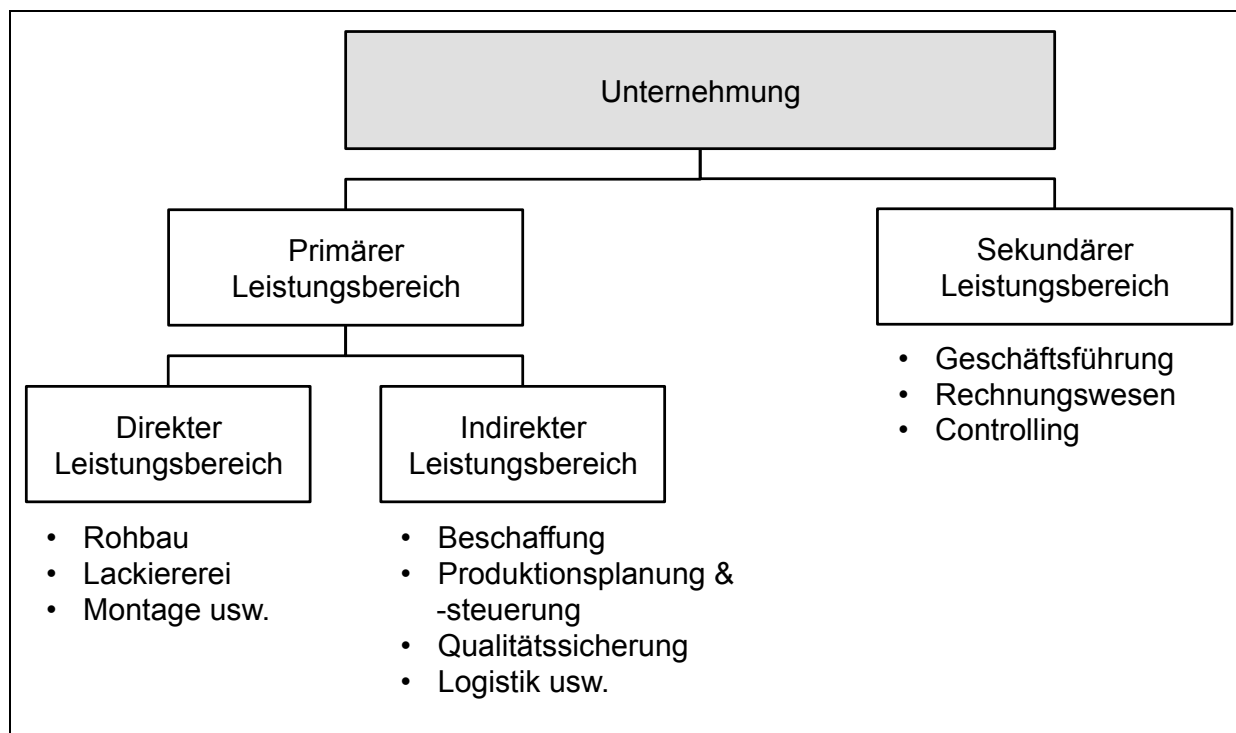 Unternehmung
Primärer
Leistungsbereich
Sekundärer
Leistungsbereich
• Geschäftsführung
• Rechnungswesen
• Controlling
Direkter
Leistungsbereich
Indirekter
Leistungsbereich
• Rohbau
• Lackiererei
• Montage usw.
• Beschaffung
• Produktionsplanung &
-steuerung
• Qualitätssicherung
• Logistik usw.